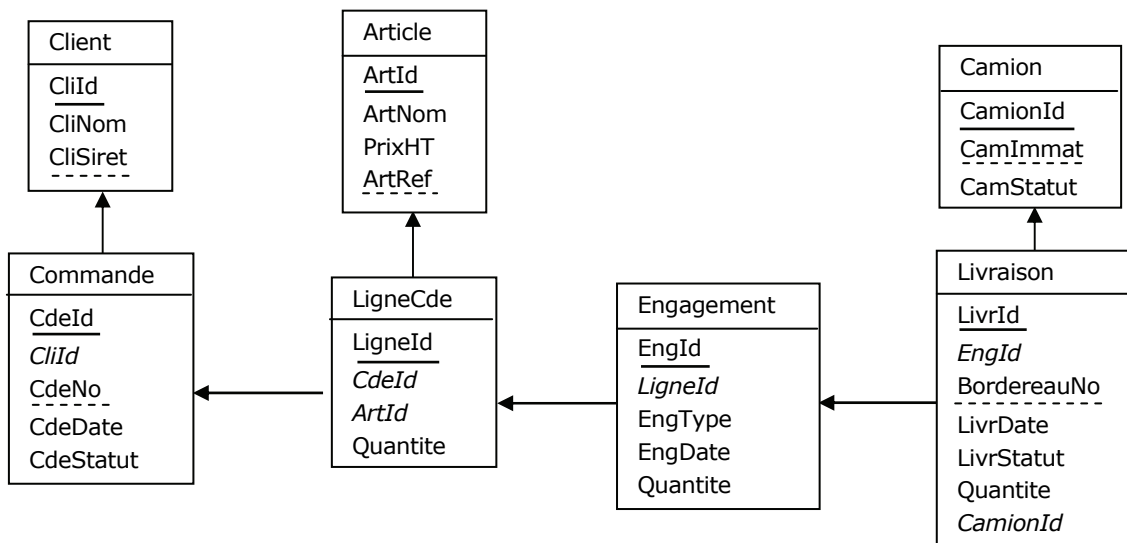 Client
CliId
CliNom
CliSiret
Article
ArtId
ArtNom
PrixHT
ArtRef
Camion
CamionId
CamImmat
CamStatut
Commande
CdeId
CliId
CdeNo
CdeDate
CdeStatut
LigneCde
LigneId
CdeId
ArtId
Quantite
Engagement
EngId
LigneId
EngType
EngDate
Quantite
Livraison
LivrId
EngId
BordereauNo
LivrDate
LivrStatut
Quantite
CamionId